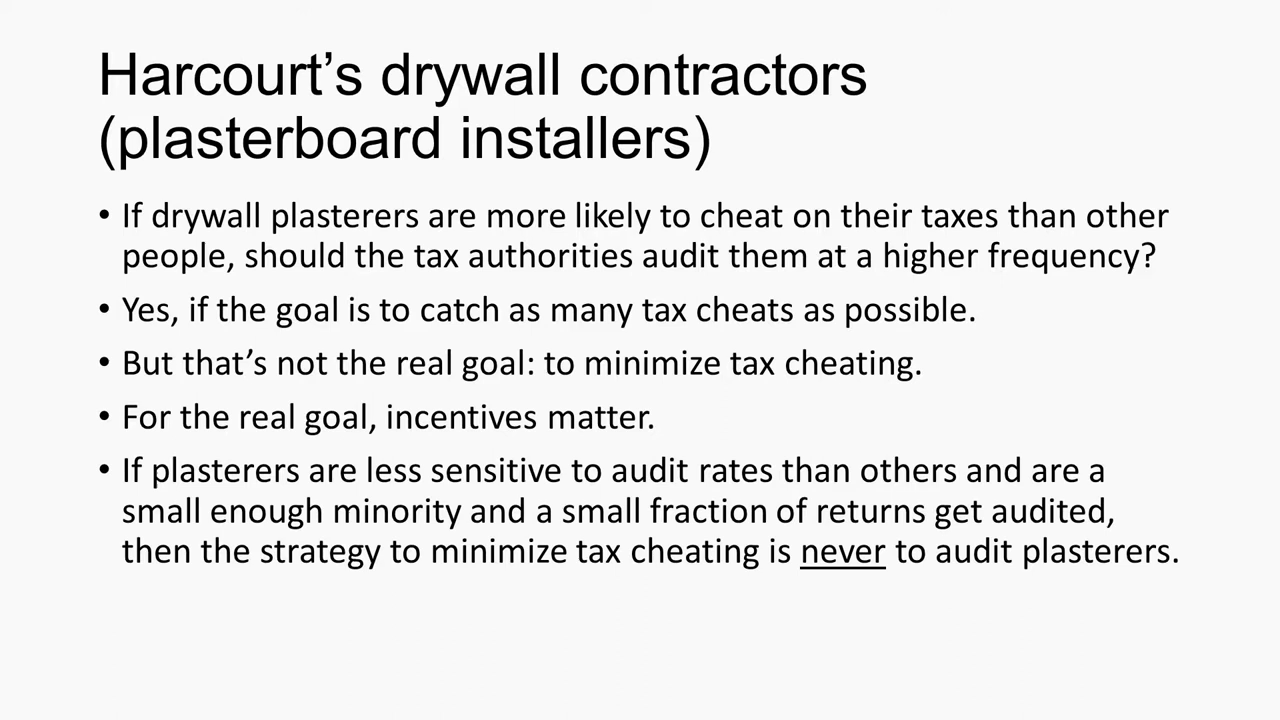 Harcourt’s drywall contractors
(plasterboard installers)
• If drywall plasterers are more likely to cheat on their taxes than other
people, should the tax authorities audit them at a higher frequency?
• Yes, if the goal is to catch as many tax cheats as possible.
• But that’s not the real goal: to minimize tax cheating.
• For the real goal, incentives matter.
• If plasterers are less sensitive to audit rates than others and are a
small enough minority and a small fraction of returns get audited,
then the strategy to minimize tax cheating is never to audit plasterers.